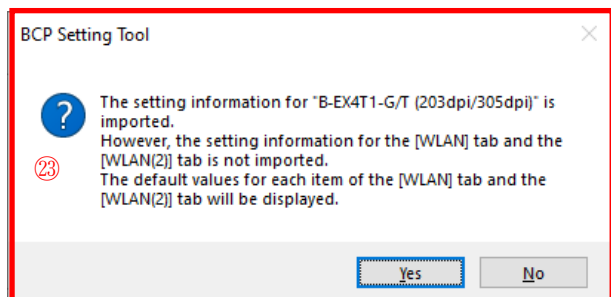 BCP Setting Tool
The setting information for "B-EX4T1-G/T (203dpi/305dpi)" is
imported.
However, the setting information for the [WLAN] tab and the
[WLAN(2)] tab is not imported.
The default values for each item of the [WLAN] tab and the
[WLAN(2)] tab will be displayed.
㉓
Yes No